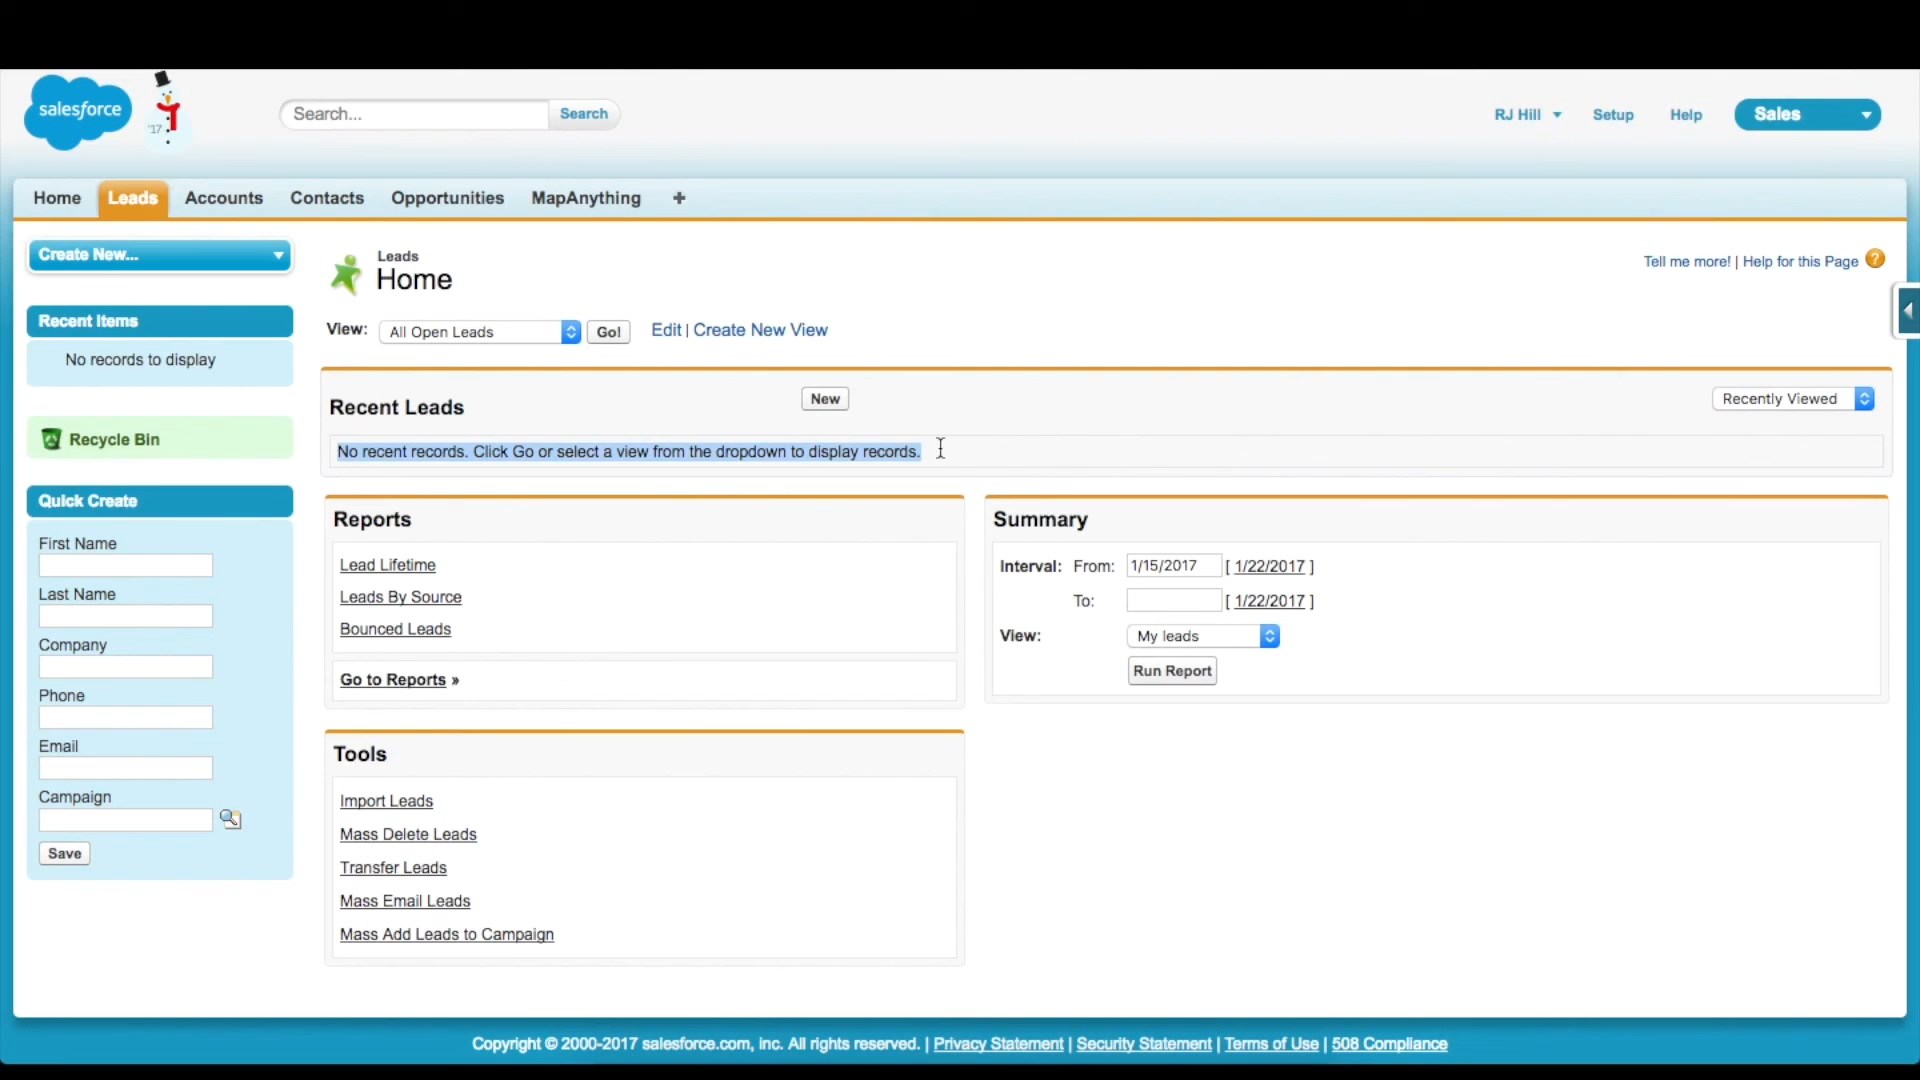 salesforce
'17
Search... Search
RJ Hill Setup Help Sales
Home Leads Accounts Contacts Opportunities MapAnything +
Create New...
Recent Items
No records to display
Recycle Bin
Quick Create
First Name
Last Name
Company
Phone
Email
Campaign
Save
Leads
Home
Tell me more! | Help for this Page ?
View: All Open Leads Go! Edit | Create New View
Recent Leads New Recently Viewed
No recent records. Click Go or select a view from the dropdown to display records.
Reports
Lead Lifetime
Leads By Source
Bounced Leads
Go to Reports »
Summary
Interval: From: 1/15/2017 [ 1/22/2017 ]
To: [ 1/22/2017 ]
View: My leads
Run Report
Tools
Import Leads
Mass Delete Leads
Transfer Leads
Mass Email Leads
Mass Add Leads to Campaign
Copyright © 2000-2017 salesforce.com, inc. All rights reserved. | Privacy Statement | Security Statement | Terms of Use | 508 Compliance